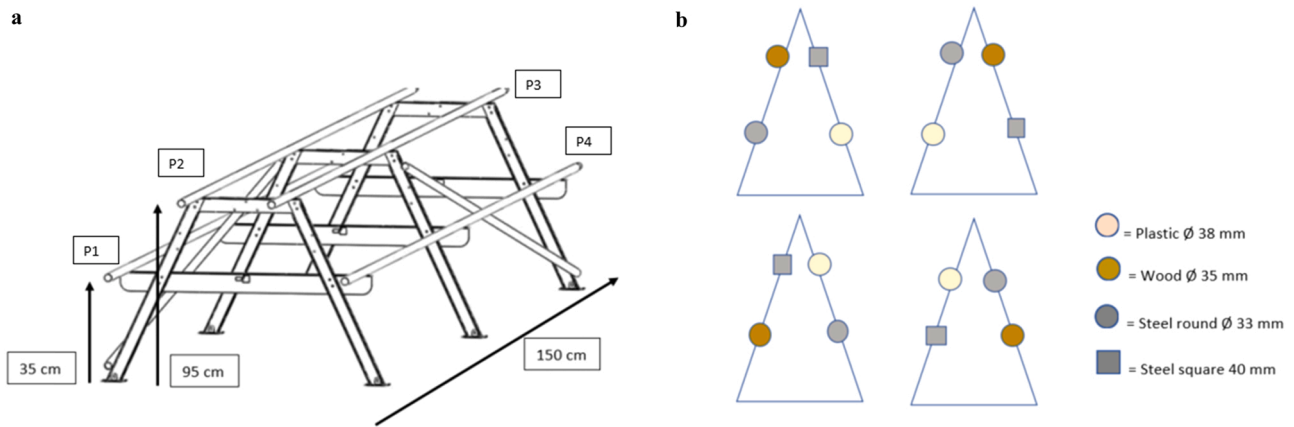 a
b
P3
P4
P2
P1
35 cm
95 cm
150 cm
= Plastic Ø 38 mm
= Wood Ø 35 mm
= Steel round Ø 33 mm
= Steel square 40 mm